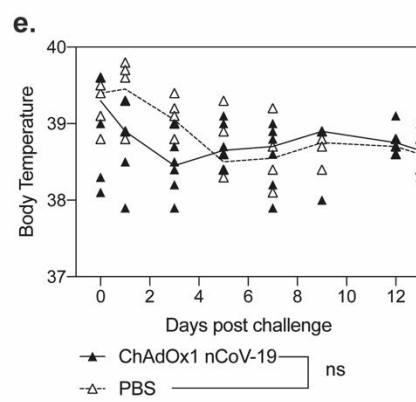 e.
40
39
38
37
Body Temperature
0 2 4 6 8 10 12
Days post challenge
ChAdOx1 nCoV-19
PBS
ns